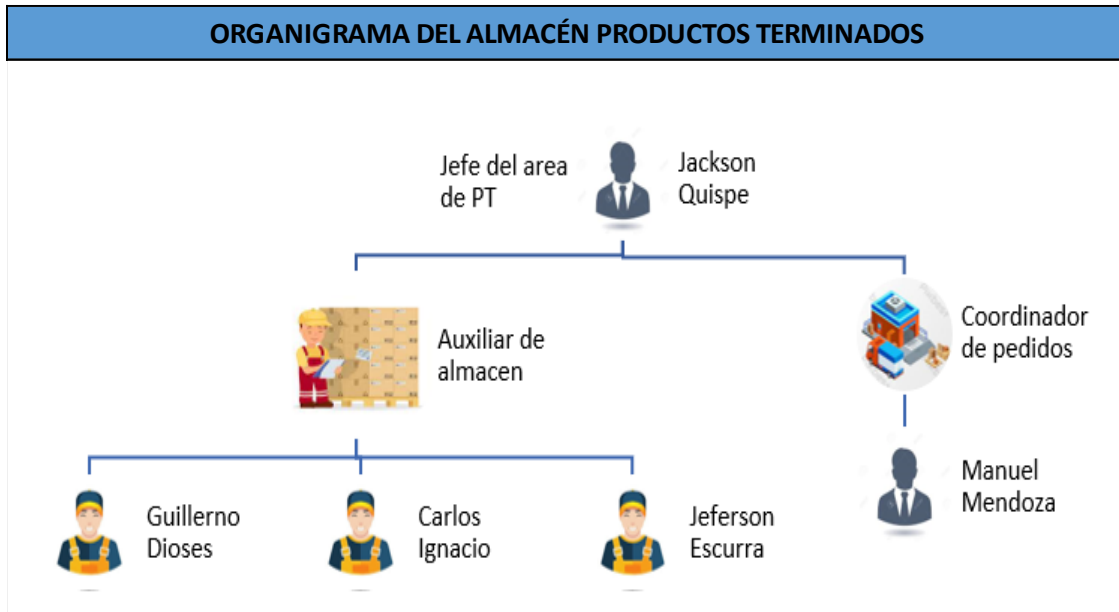 ORGANIGRAMA DEL ALMACÉN PRODUCTOS TERMINADOS
Jefe del area
de PT
Jackson
Quispe
Auxiliar de
almacen
Coordinador
de pedidos
Guillerno
Dioses
Carlos
Ignacio
Jeferson
Escurra
Manuel
Mendoza